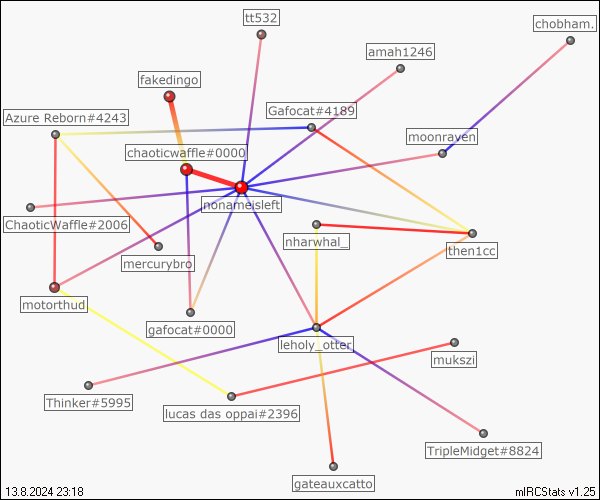 tt532
chobham.
amah1246
fakedingo
Azure Reborn#4243
Gafocat#4189
moonraven
chaoticwaffle#0000
nonameisleft
ChaoticWaffle#2006
nharwhal_
then1cc
mercurybro
motorthud
gafocat#0000
leholy_otter
mukszi
Thinker#5995
lucas das oppai#2396
TripleMidget#8824
gateauxcatto
13.8.2024 23:18
mIRCStats v1.25